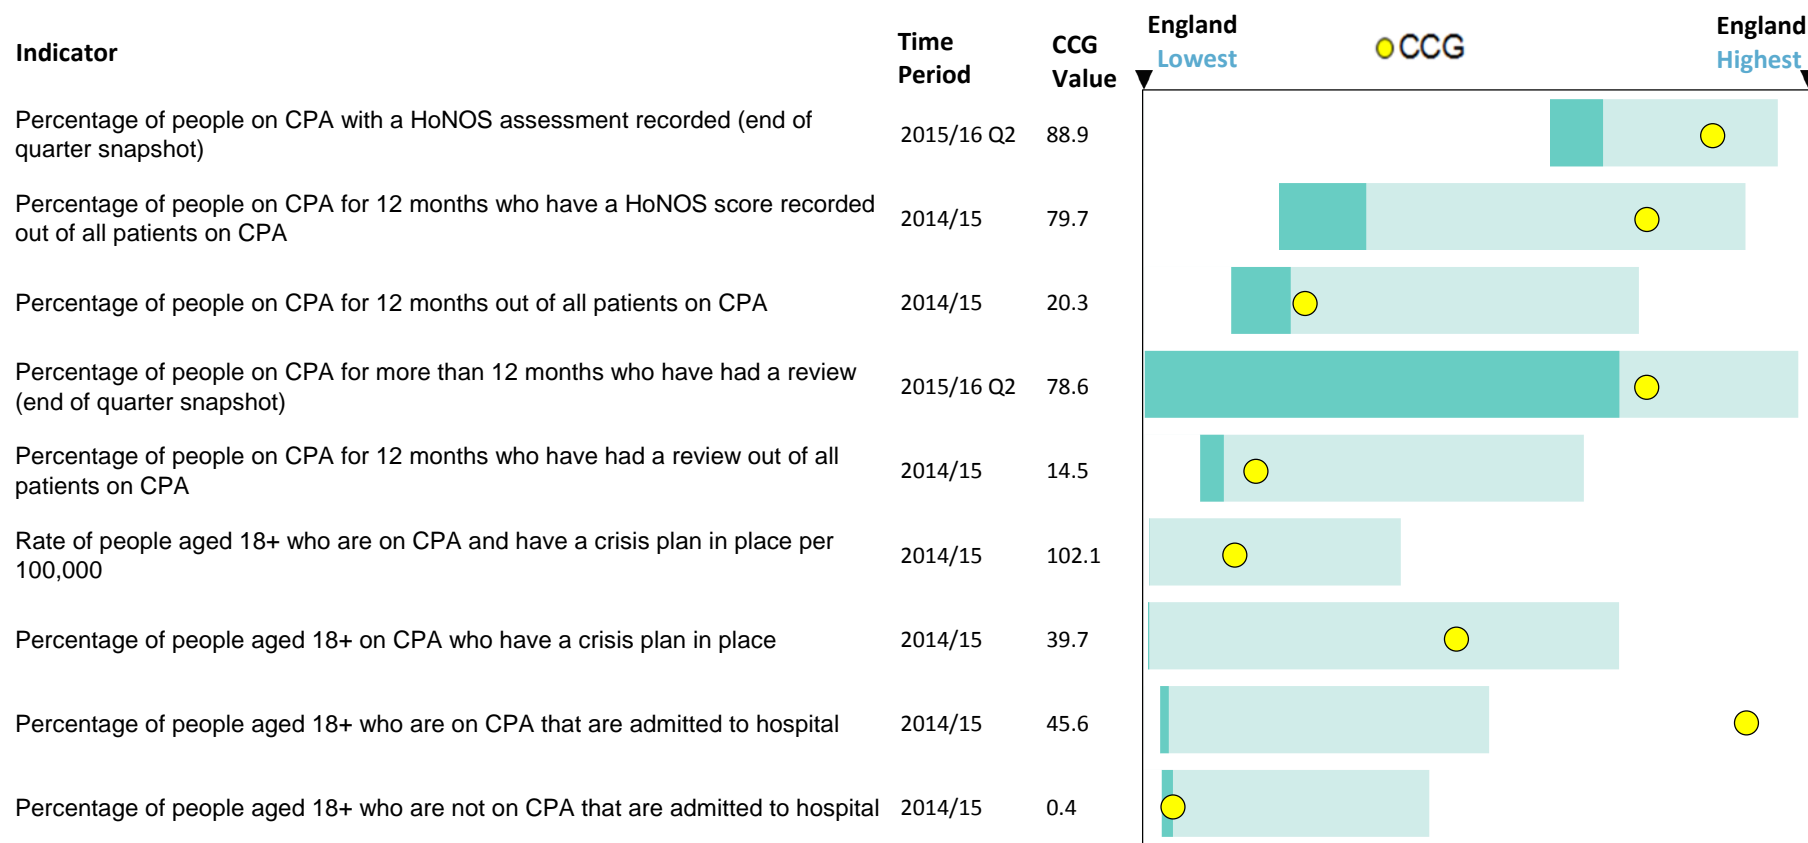 Indicator
Time Period
CCG Value
England Lowest
CCG
England Highest
Percentage of people on CPA with a HoNOS assessment recorded (end of
quarter snapshot)
2015/16 Q2 88.9
Percentage of people on CPA for 12 months who have a HoNOS score recorded
out of all patients on CPA
2014/15 79.7
Percentage of people on CPA for 12 months out of all patients on CPA 2014/15 20.3
Percentage of people on CPA for more than 12 months who have had a review
(end of quarter snapshot)
2015/16 Q2 78.6
Percentage of people on CPA for 12 months who have had a review out of all
patients on CPA
2014/15 14.5
Rate of people aged 18+ who are on CPA and have a crisis plan in place per
100,000
2014/15 102.1
Percentage of people aged 18+ on CPA who have a crisis plan in place 2014/15 39.7
Percentage of people aged 18+ who are on CPA that are admitted to hospital 2014/15 45.6
Percentage of people aged 18+ who are not on CPA that are admitted to hospital 2014/15 0.4